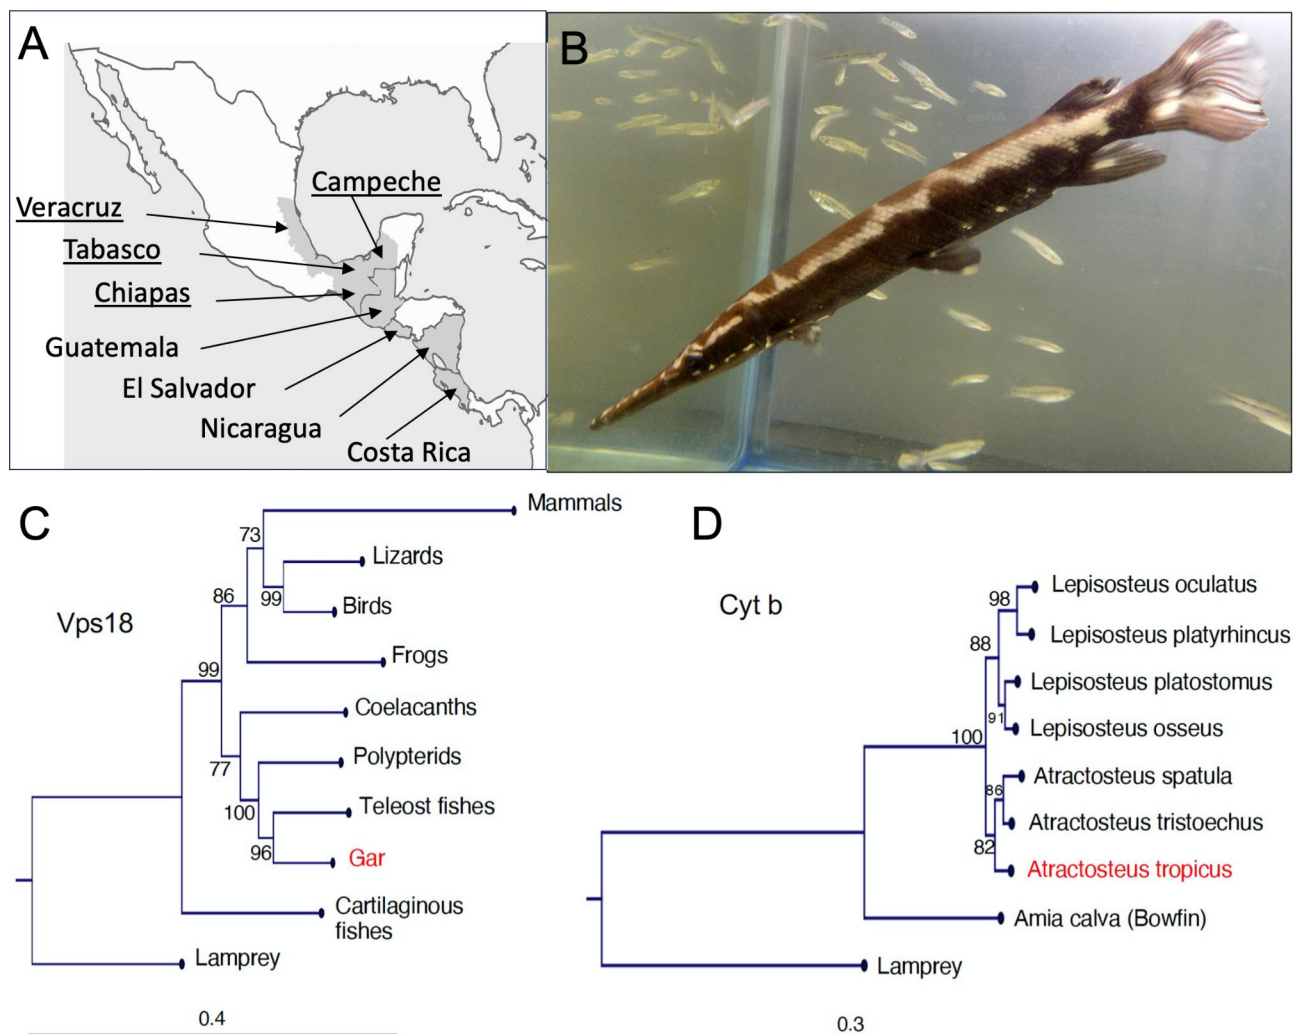 A
B
Campeche
Veracruz
Tabasco
Chiapas
Guatemala
El Salvador
Nicaragua
Costa Rica
C
Vps18
Mammals
73
Lizards
99
Birds
86
Frogs
99
Coelacanths
77
Polypterids
100
Teleost fishes
96
Gar
Cartilaginous
fishes
Lamprey
0.4
D
Cyt b
Lepisosteus oculatus
98
Lepisosteus platyrhincus
88
Lepisosteus platostomus
91
Lepisosteus osseus
100
Atractosteus spatula
86
Atractosteus tristoechus
82
Atractosteus tropicus
Amia calva (Bowfin)
Lamprey
0.3